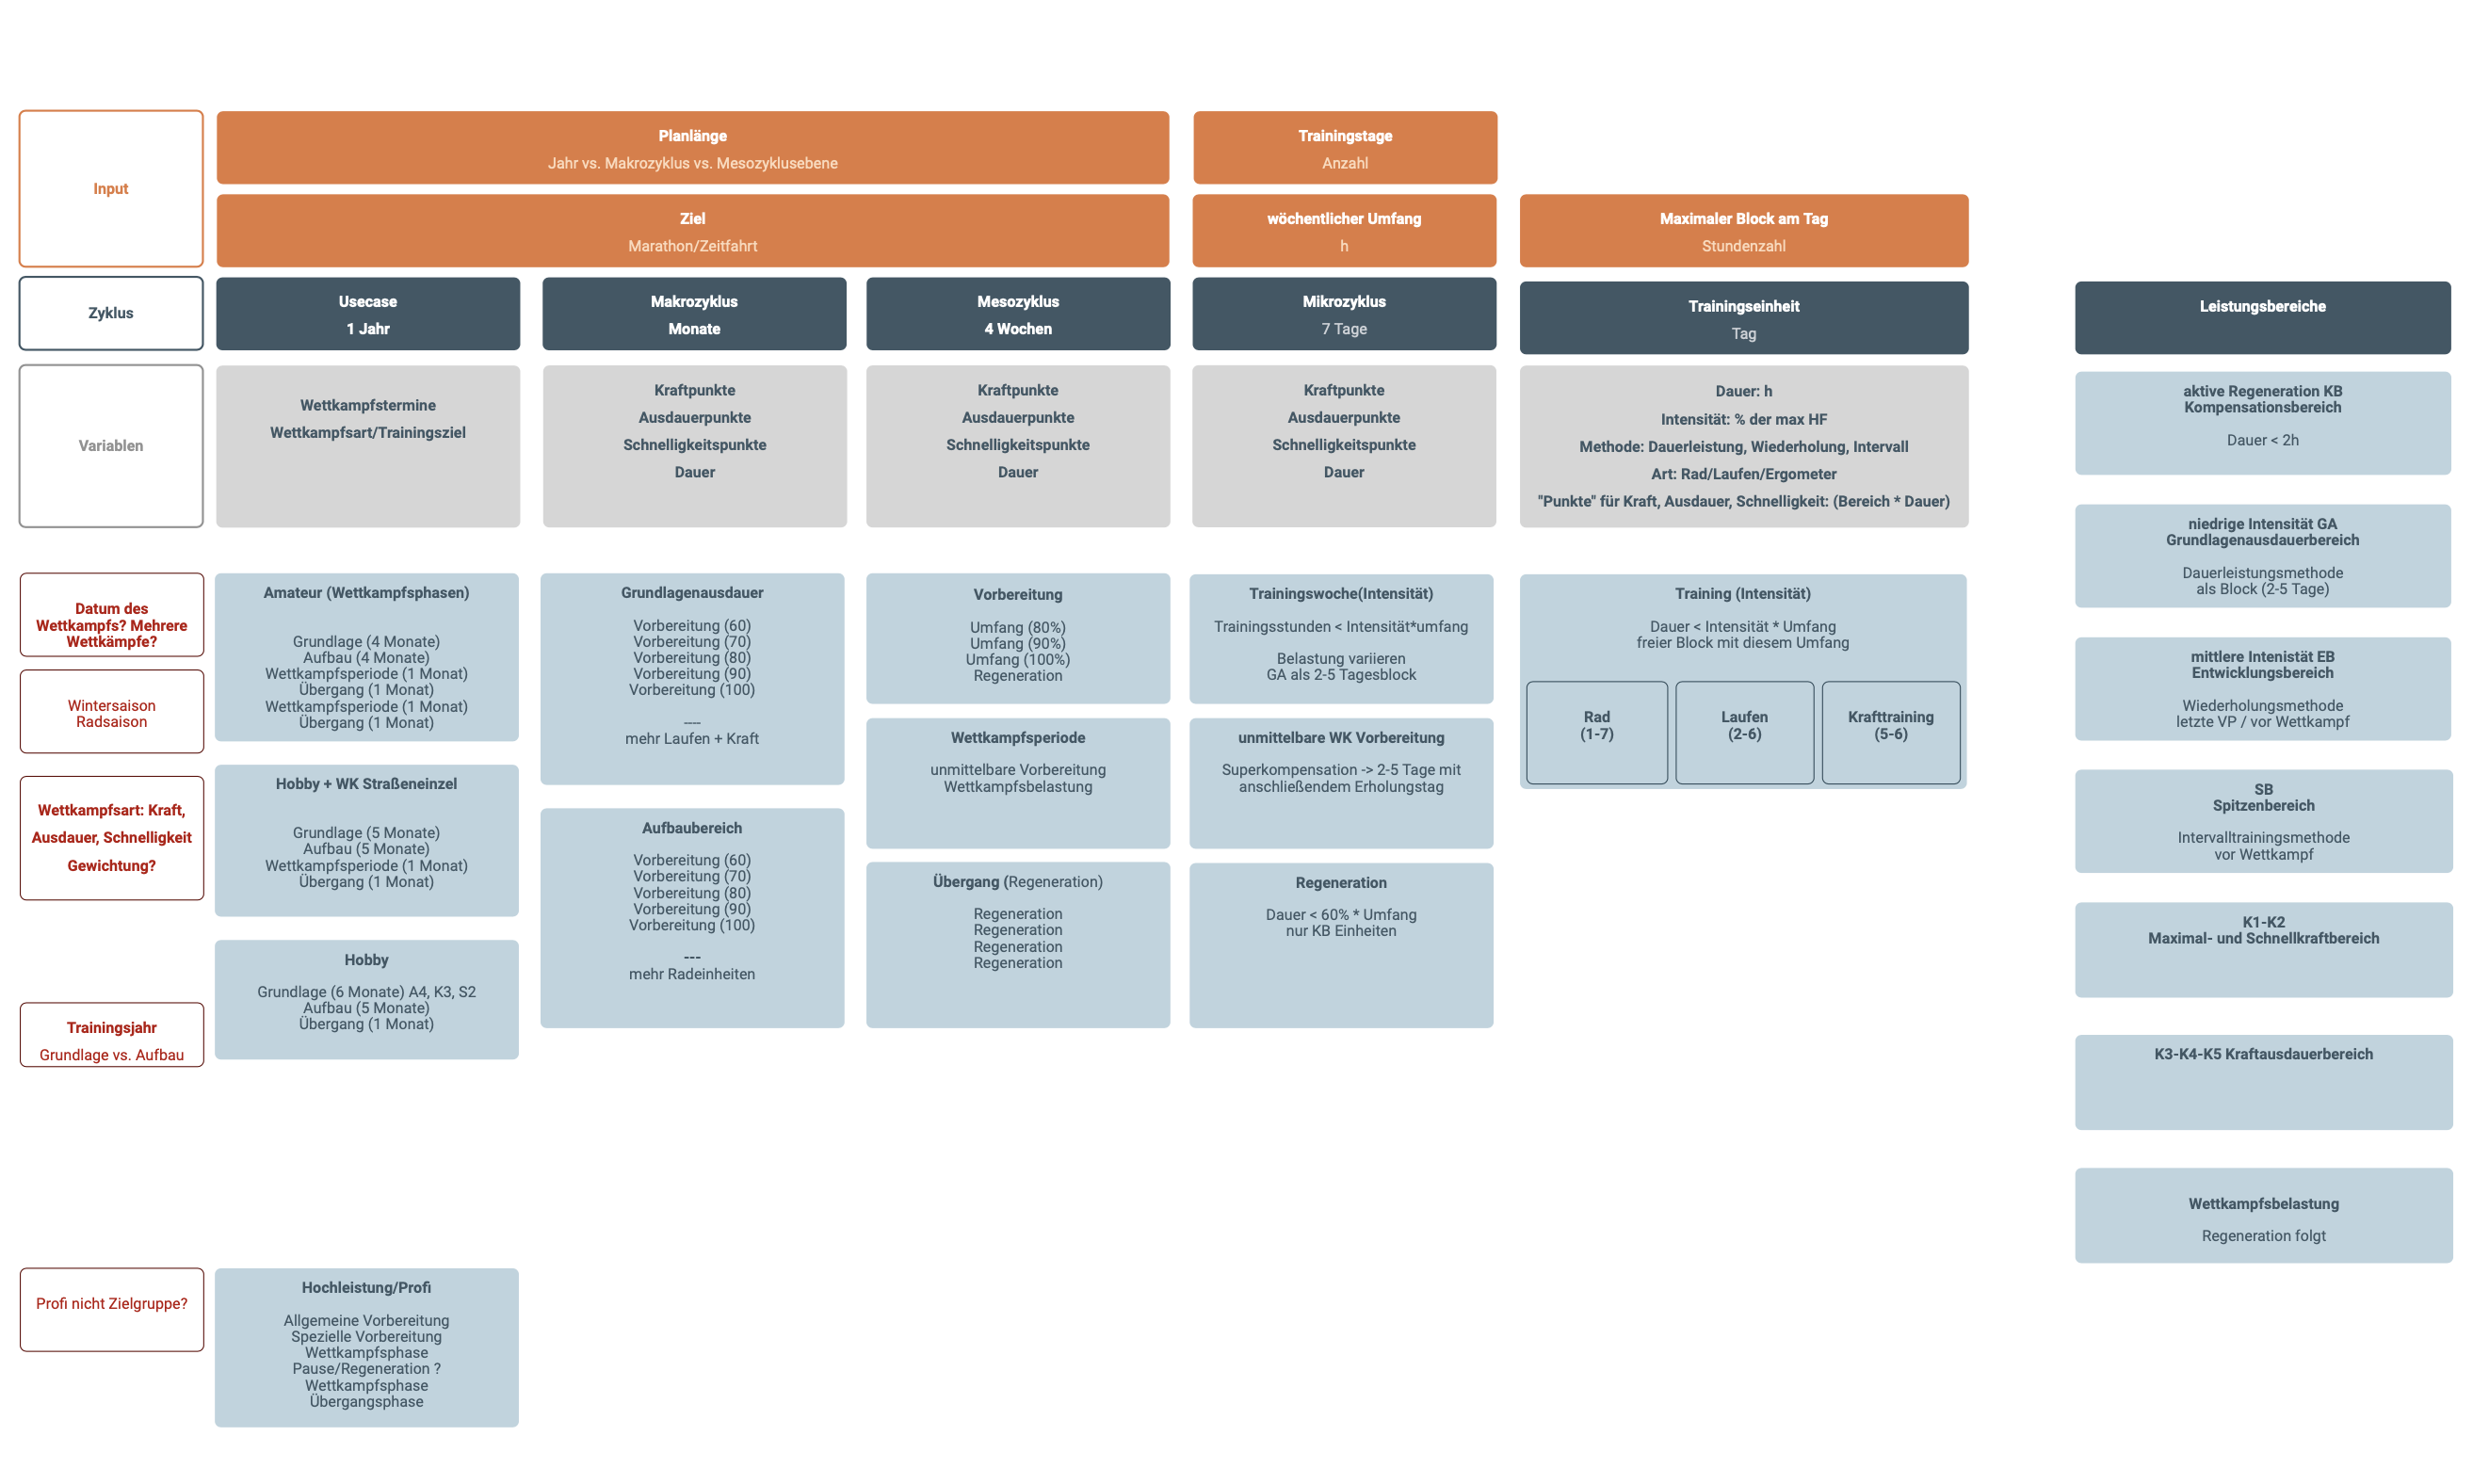 Input
Planlänge
Jahr vs. Makrozyklus vs. Mesozyklusebene
Trainingstage
Anzahl
Ziel
Marathon/Zeitfahrt
wöchentlicher Umfang
h
Maximaler Block am Tag
Stundenzahl
Zyklus
Usecase
1 Jahr
Makrozyklus
Monate
Mesozyklus
4 Wochen
Mikrozyklus
7 Tage
Trainingseinheit
Tag
Leistungsbereiche
Variablen
Wettkampfstermine
Wettkampfsart/Trainingsziel
Kraftpunkte
Ausdauerpunkte
Schnelligkeitspunkte
Dauer
Kraftpunkte
Ausdauerpunkte
Schnelligkeitspunkte
Dauer
Kraftpunkte
Ausdauerpunkte
Schnelligkeitspunkte
Dauer
Dauer: h
Intensität: % der max HF
Methode: Dauerleistung, Wiederholung, Intervall
Art: Rad/Laufen/Ergometer
"Punkte" für Kraft, Ausdauer, Schnelligkeit: (Bereich * Dauer)
Datum des
Wettkampfs? Mehrere
Wettkämpfe?
Wintersaison
Radsaison
Wettkampfsart: Kraft,
Ausdauer, Schnelligkeit
Gewichtung?
Trainingsjahr
Grundlage vs. Aufbau
Profi nicht Zielgruppe?
Amateur (Wettkampfsphasen)
Grundlage (4 Monate)
Aufbau (4 Monate)
Wettkampfsperiode (1 Monat)
Übergang (1 Monat)
Wettkampfsperiode (1 Monat)
Übergang (1 Monat)
Hobby + WK Straßeneinzel
Grundlage (5 Monate)
Aufbau (5 Monate)
Wettkampfsperiode (1 Monat)
Übergang (1 Monat)
Hobby
Grundlage (6 Monate) A4, K3, S2
Aufbau (5 Monate)
Übergang (1 Monat)
Hochleistung/Profi
Allgemeine Vorbereitung
Spezielle Vorbereitung
Wettkampfsphase
Pause/Regeneration ?
Wettkampfsphase
Übergangsphase
Grundlagenausdauer
Vorbereitung (60)
Vorbereitung (70)
Vorbereitung (80)
Vorbereitung (90)
Vorbereitung (100)
----
mehr Laufen + Kraft
Aufbaubereich
Vorbereitung (60)
Vorbereitung (70)
Vorbereitung (80)
Vorbereitung (90)
Vorbereitung (100)
---
mehr Radeinheiten
Vorbereitung
Umfang (80%)
Umfang (90%)
Umfang (100%)
Regeneration
Wettkampfsperiode
unmittelbare Vorbereitung
Wettkampfsbelastung
Übergang (Regeneration)
Regeneration
Regeneration
Regeneration
Regeneration
Trainingswoche(Intensität)
Trainingsstunden < Intensität*umfang
Belastung variieren
GA als 2-5 Tagesblock
unmittelbare WK Vorbereitung
Superkompensation -> 2-5 Tage mit
anschließendem Erholungstag
Regeneration
Dauer < 60% * Umfang
nur KB Einheiten
Training (Intensität)
Dauer < Intensität * Umfang
freier Block mit diesem Umfang
Rad
(1-7)
Laufen
(2-6)
Krafttraining
(5-6)
aktive Regeneration KB
Kompensationsbereich
Dauer < 2h
niedrige Intensität GA
Grundlagenausdauerbereich
Dauerleistungsmethode
als Block (2-5 Tage)
mittlere Intenistät EB
Entwicklungsbereich
Wiederholungsmethode
letzte VP / vor Wettkampf
SB
Spitzenbereich
Intervalltrainingsmethode
vor Wettkampf
K1-K2
Maximal- und Schnellkraftbereich
K3-K4-K5 Kraftausdauerbereich
Wettkampfsbelastung
Regeneration folgt